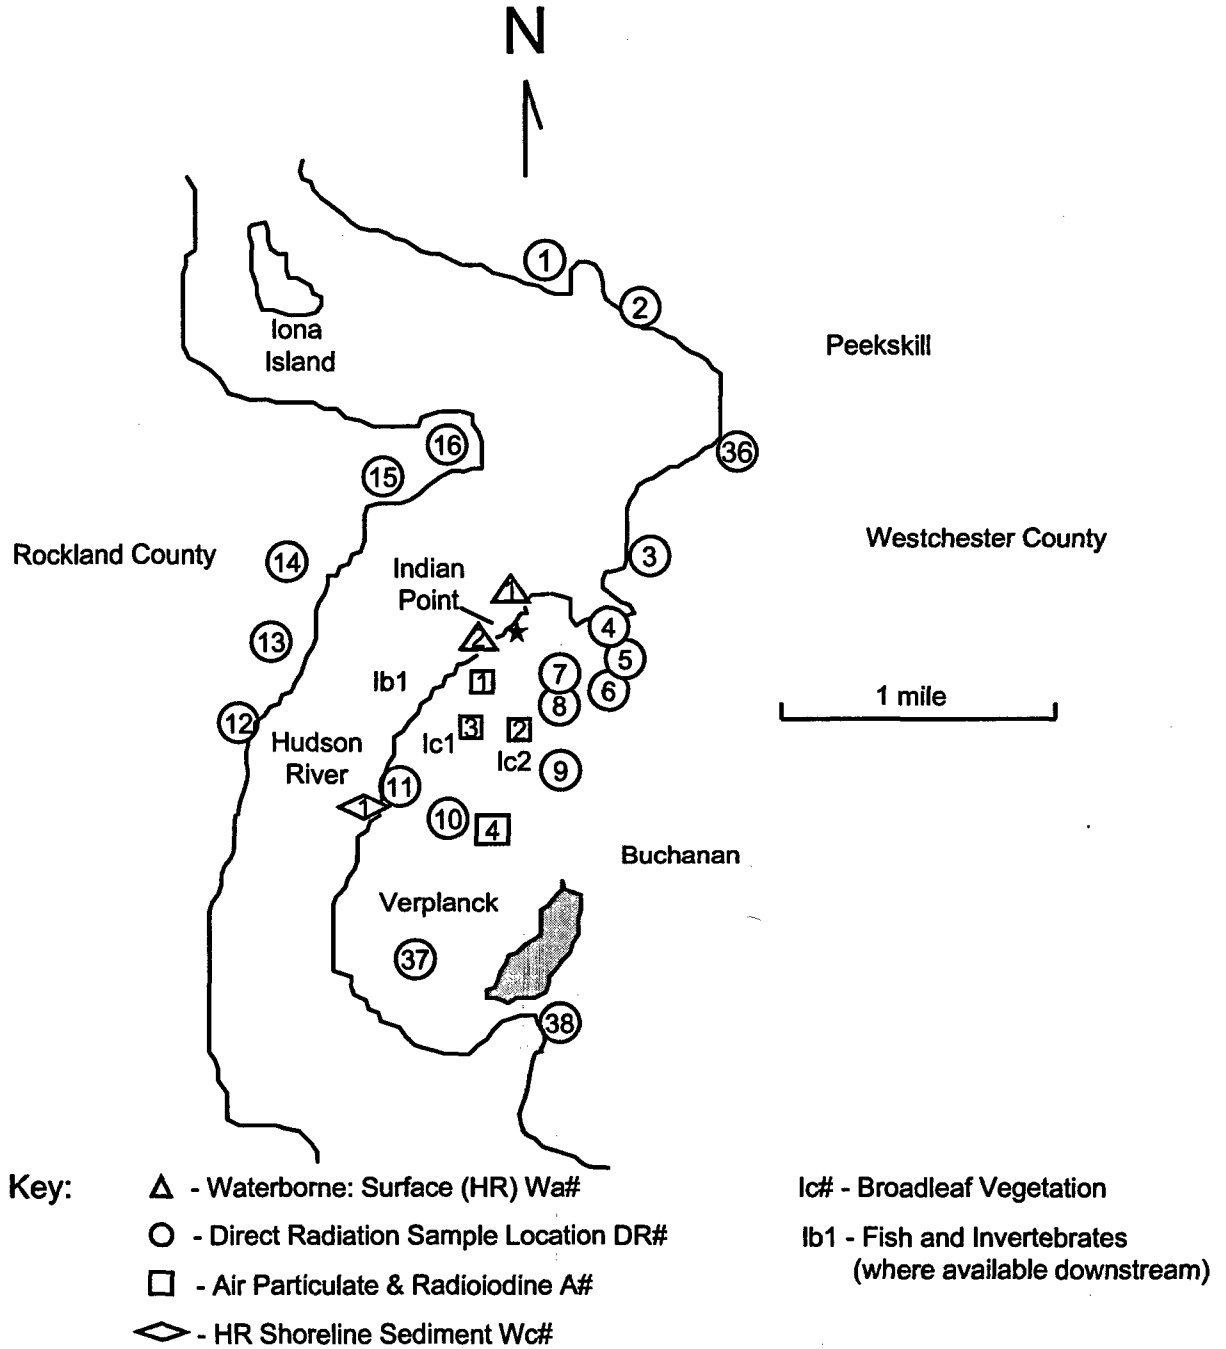 N
1
2
Iona
Island
Peekskill
16
36
15
Rockland County
14
Indian
Point
1
3
Westchester County
13
2
4
5
Ib1
1
7
6
8
1 mile
12
Hudson
River
Ic1
3
2
Ic2
9
11
1
10
4
Buchanan
Verplanck
37
38
Key:
- Waterborne: Surface (HR) Wa#
Ic# - Broadleaf Vegetation
- Direct Radiation Sample Location DR#
Ib1 - Fish and Invertebrates
(where available downstream)
- Air Particulate & Radioiodine A#
- HR Shoreline Sediment Wc#